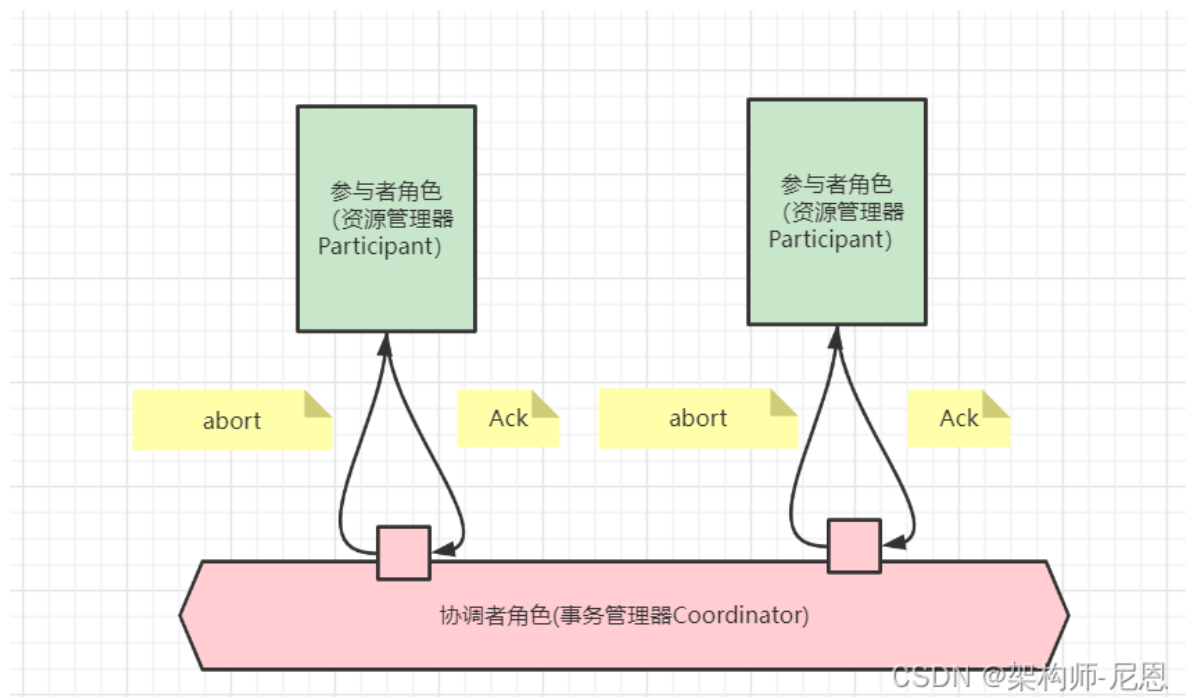 参与者角色
（资源管理器
Participant）
参与者角色
（资源管理器
Participant）
abort
Ack
abort
Ack
协调者角色(事务管理器Coordinator)
CSDN @架构师-尼恩